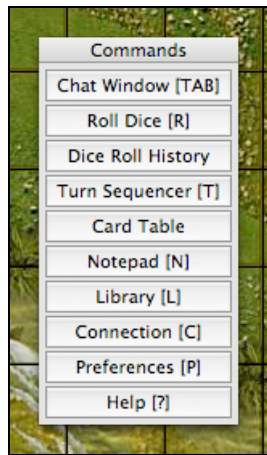 Commands
Chat Window [TAB]
Roll Dice [R]
Dice Roll History
Turn Sequencer [T]
Card Table
Notepad [N]
Library [L]
Connection [C]
Preferences [P]
Help [?]